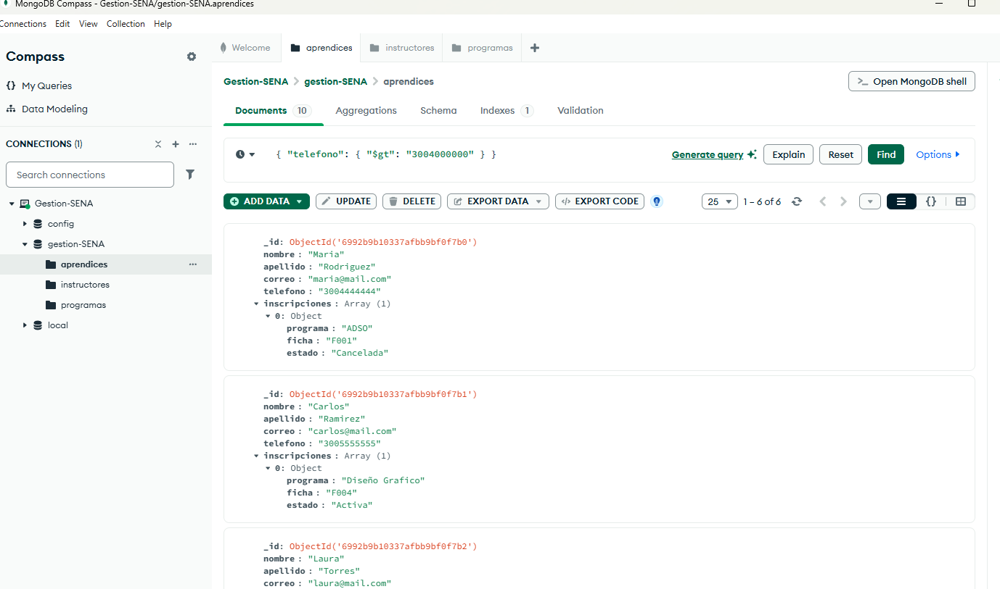 MongoDB Compass - Gestion-SENA/gestion-SENA.aprendices
Connections Edit View Collection Help
Compass
My Queries
Data Modeling
CONNECTIONS (1)
Search connections
Gestion-SENA
config
gestion-SENA
aprendices
instructores
programas
local
Welcome aprendices instructores programas
Gestion-SENA > gestion-SENA > aprendices
>_ Open MongoDB shell
Documents 10 Aggregations Schema Indexes 1 Validation
{ "telefono": { "$gt": "3004000000" } }
Generate query Explain Reset Find Options
ADD DATA UPDATE DELETE EXPORT DATA EXPORT CODE
25 1 – 6 of 6
_id: ObjectId('6992b9b10337afbb9bf0f7b0')
nombre : "Maria"
apellido : "Rodriguez"
correo : "maria@mail.com"
telefono : "3004444444"
inscripciones : Array (1)
0: Object
programa : "ADSO"
ficha : "F001"
estado : "Cancelada"
_id: ObjectId('6992b9b10337afbb9bf0f7b1')
nombre : "Carlos"
apellido : "Ramirez"
correo : "carlos@mail.com"
telefono : "3005555555"
inscripciones : Array (1)
0: Object
programa : "Diseño Grafico"
ficha : "F004"
estado : "Activa"
_id: ObjectId('6992b9b10337afbb9bf0f7b2')
nombre : "Laura"
apellido : "Torres"
correo : "laura@mail.com"